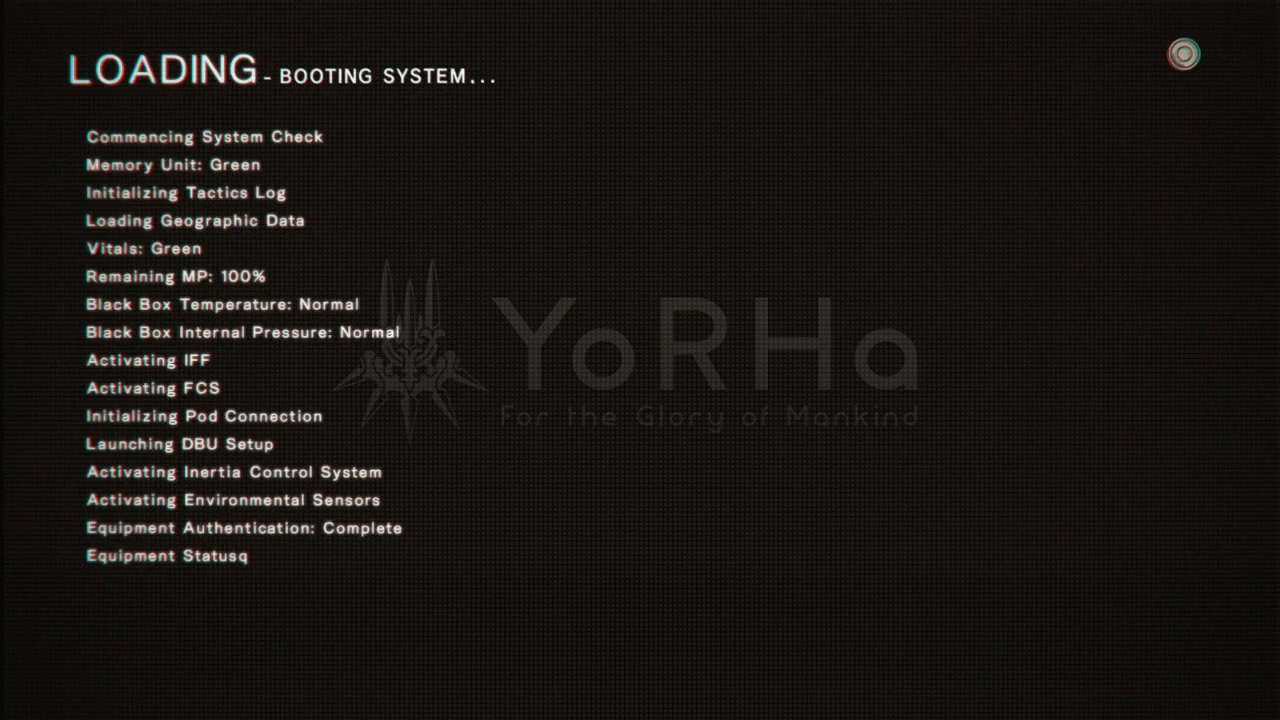 LOADING - BOOTING SYSTEM...
Commencing System Check
Memory Unit: Green
Initializing Tactics Log
Loading Geographic Data
Vitals: Green
Remaining MP: 100%
Black Box Temperature: Normal
Black Box Internal Pressure: Normal
Activating IFF
Activating FCS
Initializing Pod Connection
Launching DBU Setup
Activating Inertia Control System
Activating Environmental Sensors
Equipment Authentication: Complete
Equipment Statusq
YoRHa
For the Glory of Mankind